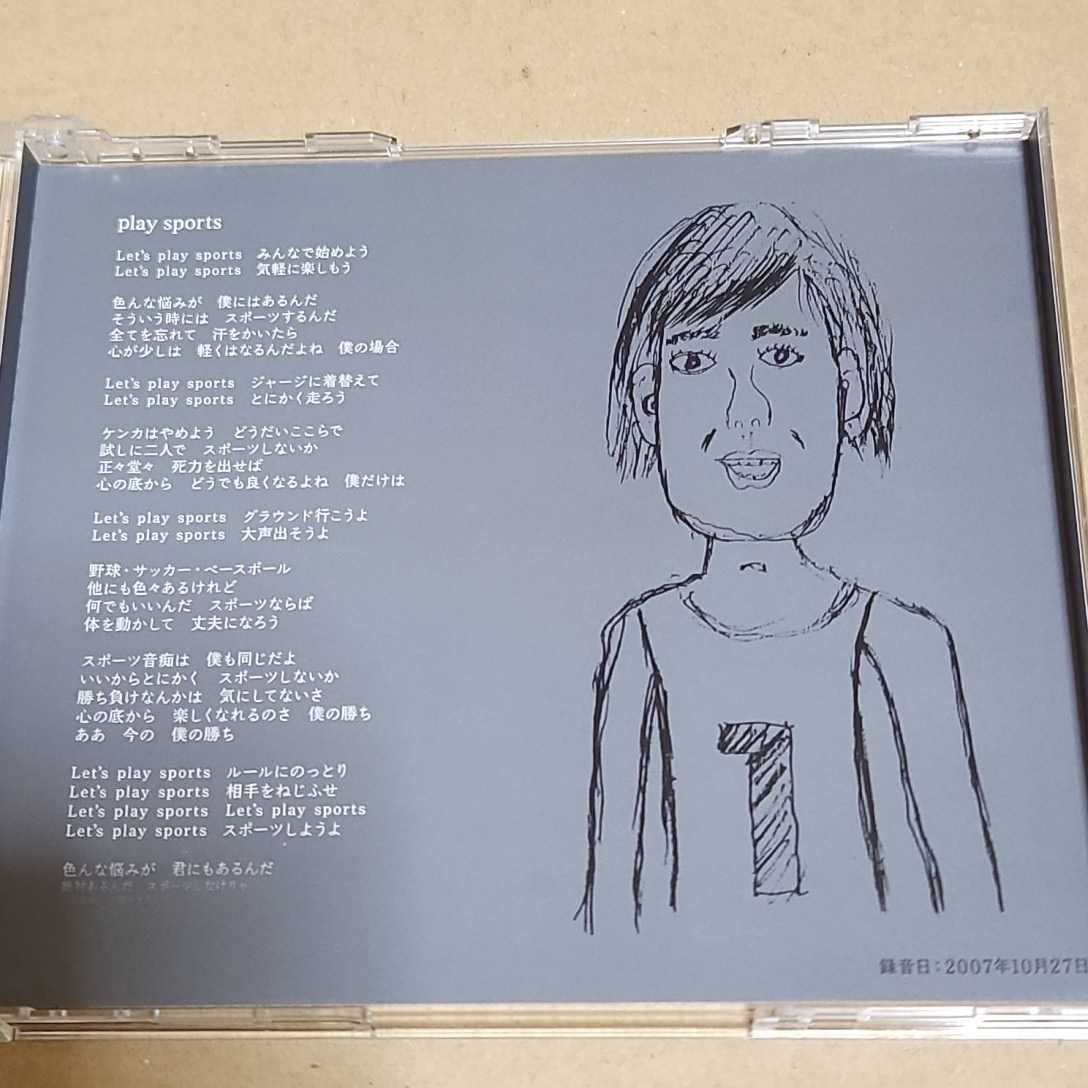 play sports
Let's play sports　みんなで始めよう
Let's play sports　気軽に楽しもう
色んな悩みが　僕にはあるんだ
そういう時には　スポーツするんだ
全てを忘れて　汗をかいたら
心が少しは　軽くはなるんだよね　僕の場合
Let's play sports　ジャージに着替えて
Let's play sports　とにかく走ろう
ケンカはやめよう　どうだいここらで
試しに二人で　スポーツしないか
正々堂々　死力を出せば
心の底から　どうでも良くなるよね　僕だけは
Let's play sports　グラウンド行こうよ
Let's play sports　大声出そうよ
野球・サッカー・ベースボール
他にも色々あるけれど
何でもいいんだ　スポーツならば
体を動かして　丈夫になろう
スポーツ音痴は　僕も同じだよ
いいからとにかく　スポーツしないか
勝ち負けなんかは　気にしてないさ
心の底から　楽しくなれるのさ　僕の勝ち
ああ　今の　僕の勝ち
Let's play sports　ルールにのっとり
Let's play sports　相手をねじふせ
Let's play sports　Let's play sports
Let's play sports　スポーツしようよ
色んな悩みが　君にもあるんだ
絶対あるんだ　スポーツしなけりゃ
1
録音日：2007年10月27日